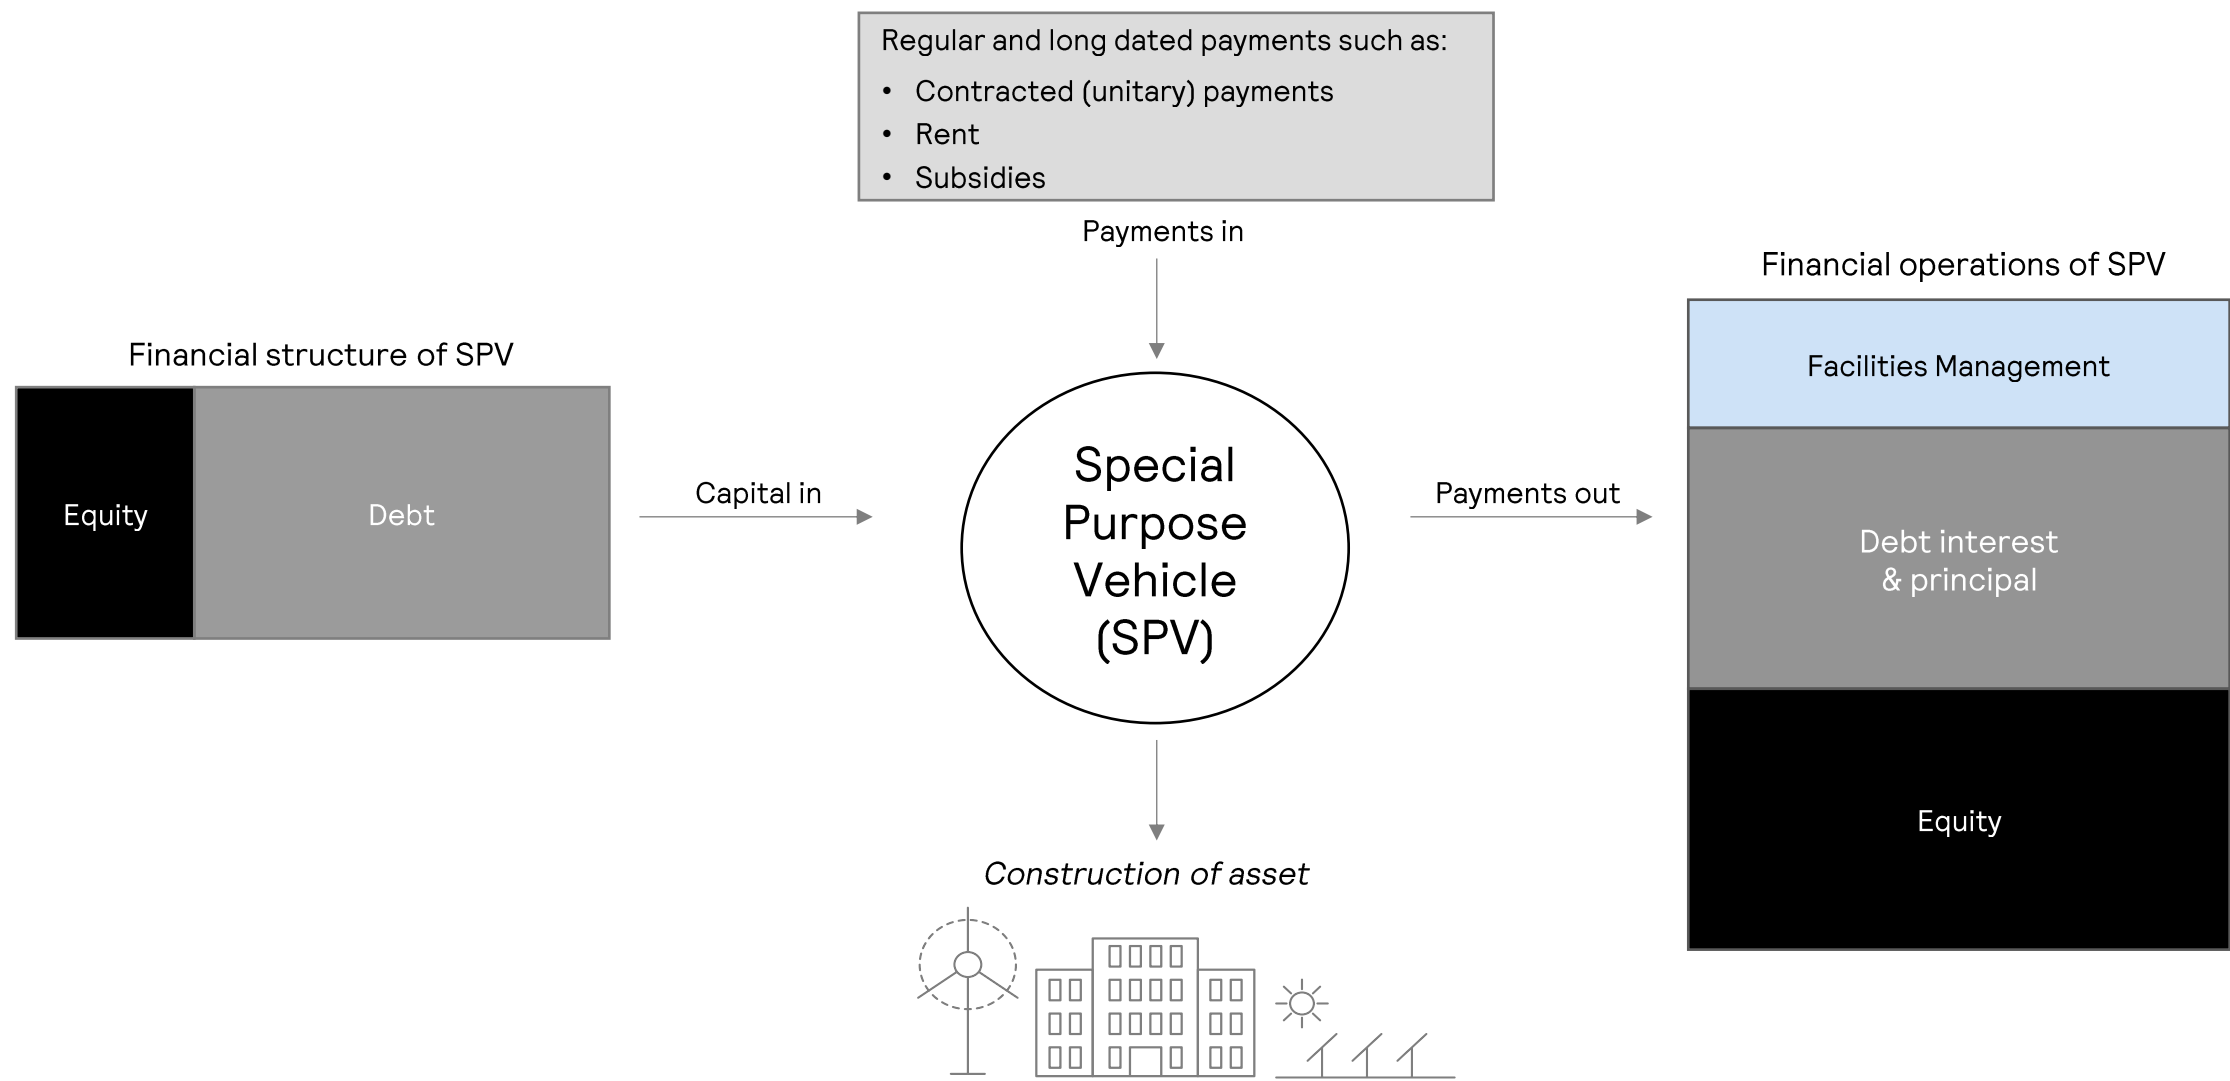 Regular and long dated payments such as:
• Contracted (unitary) payments
• Rent
• Subsidies
Payments in
Financial structure of SPV
Equity
Debt
Capital in
Special
Purpose
Vehicle
(SPV)
Payments out
Financial operations of SPV
Facilities Management
Debt interest
& principal
Equity
Construction of asset